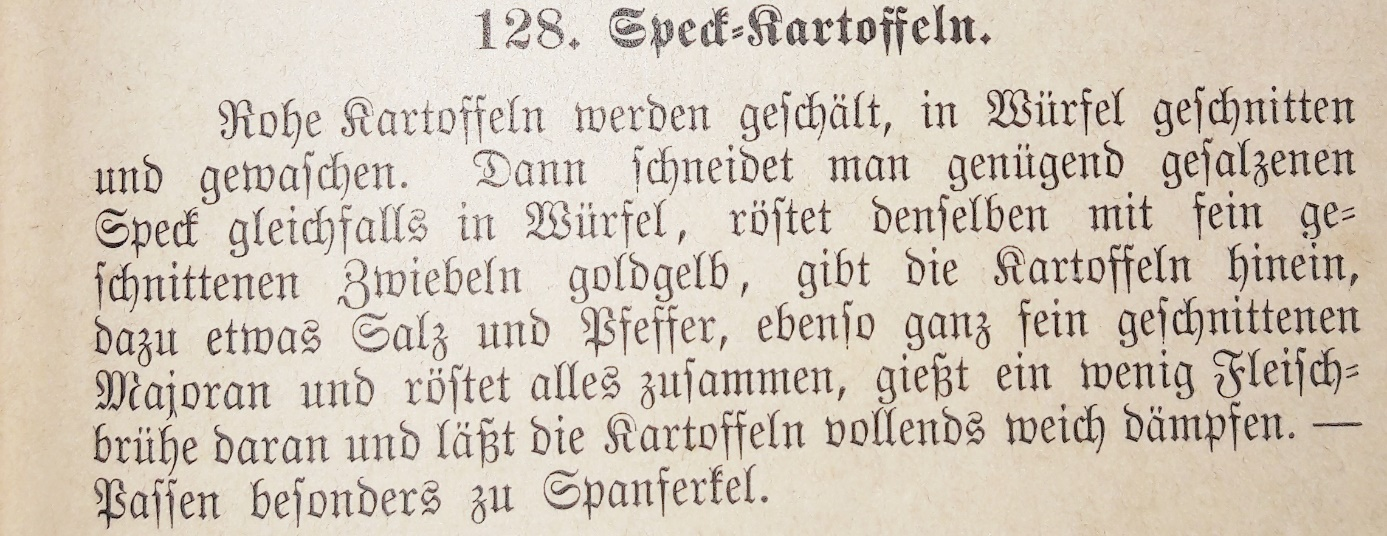 128. Speck-Kartoffeln.
Rohe Kartoffeln werden geschält, in Würfel geschnitten
und gewaschen. Dann schneidet man genügend gesalzenen
Speck gleichfalls in Würfel, röstet denselben mit fein ge-
schnittenen Zwiebeln goldgelb, gibt die Kartoffeln hinein,
dazu etwas Salz und Pfeffer, ebenso ganz fein geschnittenen
Majoran und röstet alles zusammen, gießt ein wenig Fleisch-
brühe daran und läßt die Kartoffeln vollends weich dämpfen. —
Passen besonders zu Spanferkel.